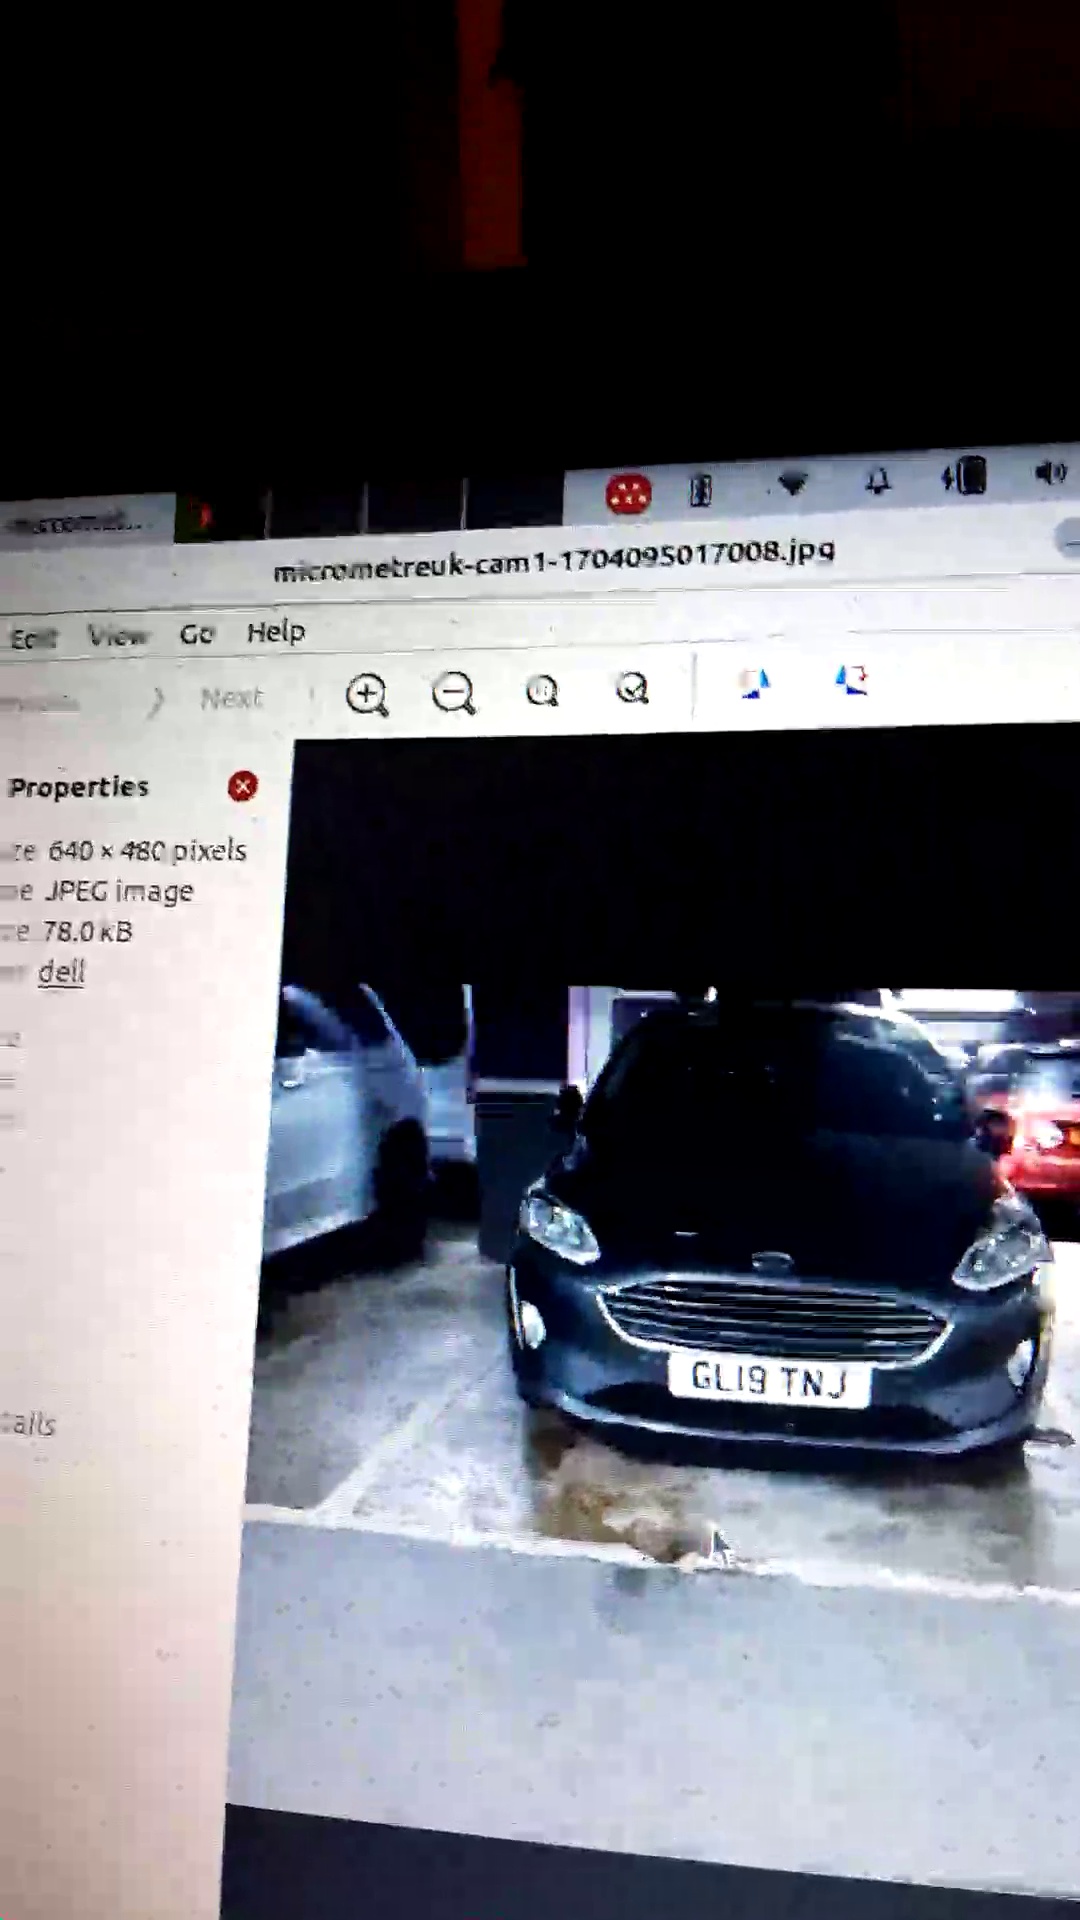 micrometreuk-cam1-1704095017008.jpg
Edit View Go Help
Next
Properties
640 × 480 pixels
JPEG image
78.0 kB
dell
GL19 TNJ